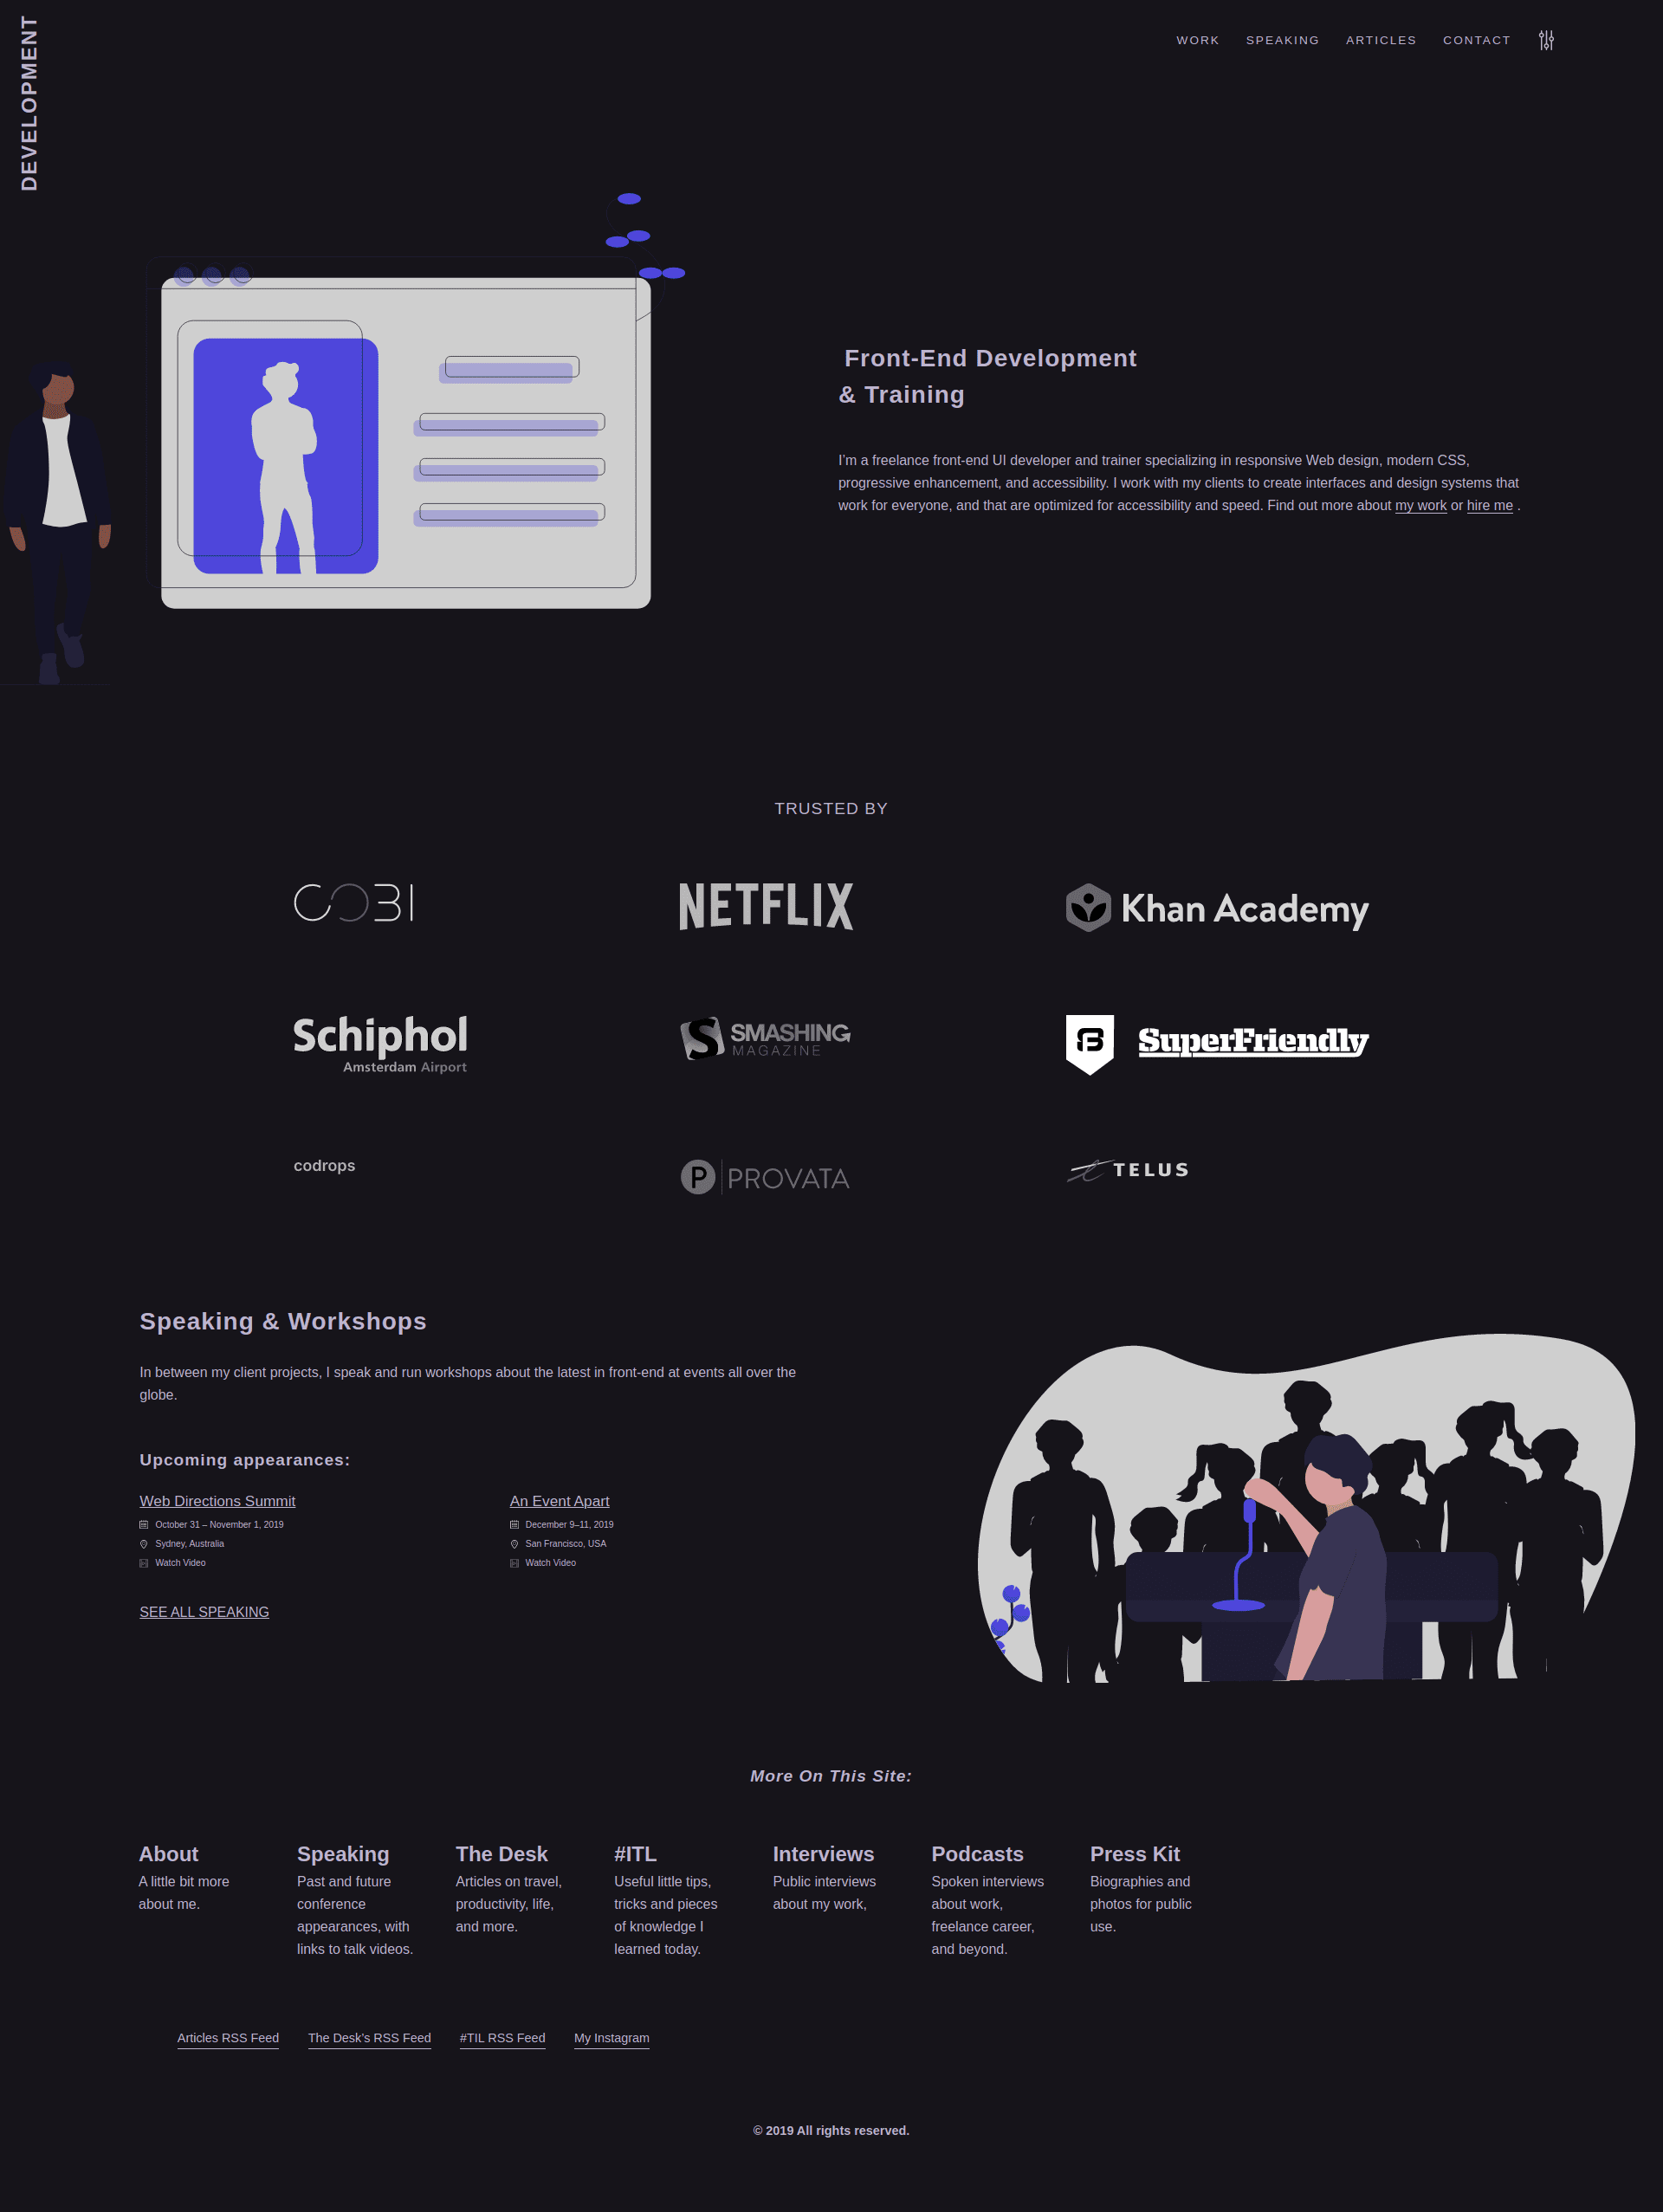 DEVELOPMENT
WORK SPEAKING ARTICLES CONTACT
Front-End Development
& Training
I’m a freelance front-end UI developer and trainer specializing in responsive Web design, modern CSS,
progressive enhancement, and accessibility. I work with my clients to create interfaces and design systems that
work for everyone, and that are optimized for accessibility and speed. Find out more about my work or hire me .
TRUSTED BY
COBI
NETFLIX
Khan Academy
Schiphol
Amsterdam Airport
S SMASHING
MAGAZINE
SF SuperFriendly
codrops
P PROVATA
TELUS
Speaking & Workshops
In between my client projects, I speak and run workshops about the latest in front-end at events all over the
globe.
Upcoming appearances:
Web Directions Summit
October 31 – November 1, 2019
Sydney, Australia
Watch Video
An Event Apart
December 9–11, 2019
San Francisco, USA
Watch Video
SEE ALL SPEAKING
More On This Site:
About
A little bit more
about me.
Speaking
Past and future
conference
appearances, with
links to talk videos.
The Desk
Articles on travel,
productivity, life,
and more.
#ITL
Useful little tips,
tricks and pieces
of knowledge I
learned today.
Interviews
Public interviews
about my work,
Podcasts
Spoken interviews
about work,
freelance career,
and beyond.
Press Kit
Biographies and
photos for public
use.
Articles RSS Feed The Desk’s RSS Feed #TIL RSS Feed My Instagram
© 2019 All rights reserved.